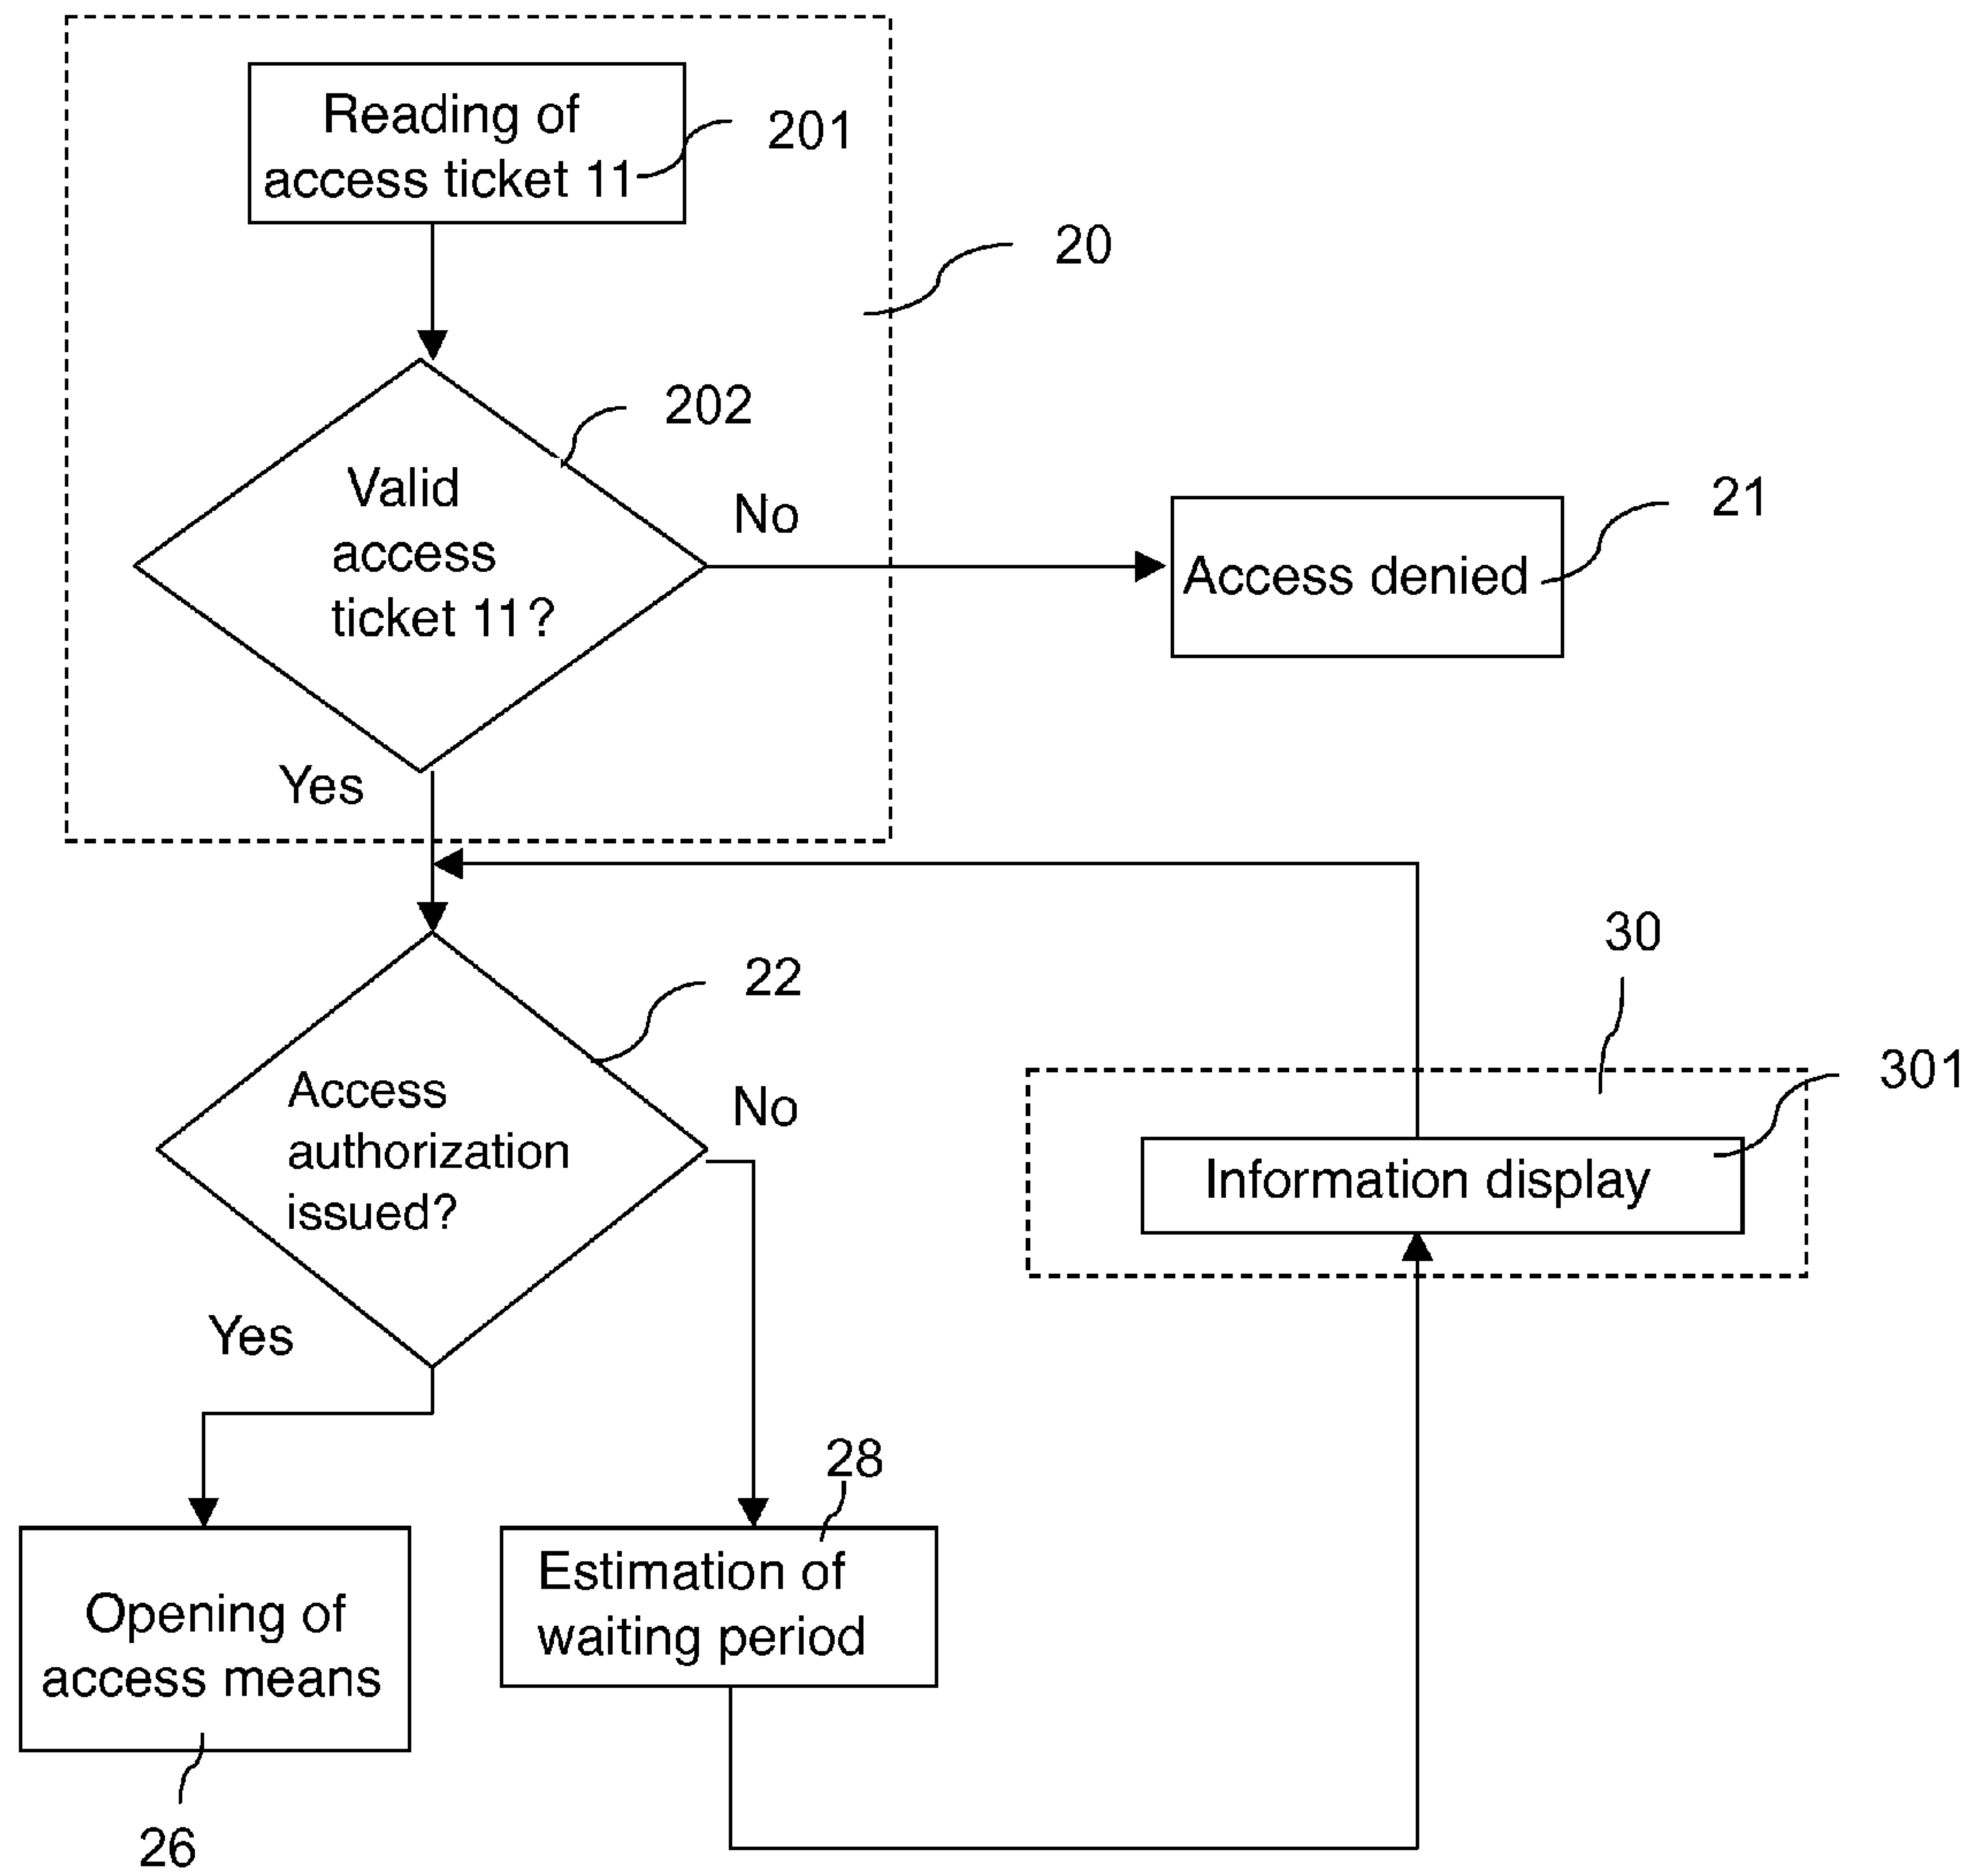 Reading of
access ticket 11
201
20
202
Valid
access
ticket 11?
No
21
Access denied
Yes
22
30
301
Access
authorization
issued?
No
Information display
Yes
28
Estimation of
waiting period
Opening of
access means
26